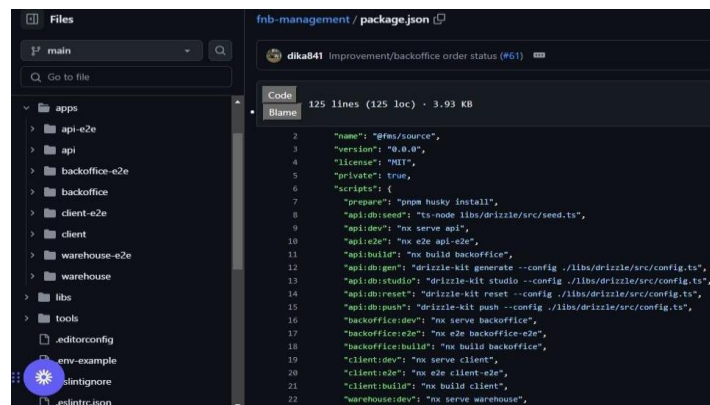 Files
main
Go to file
apps
api-e2e
api
backoffice-e2e
backoffice
client-e2e
client
warehouse-e2e
warehouse
libs
tools
.editorconfig
.env-example
slintignore
.eslintrc.json
fnb-management / package.json
dika841 Improvement/backoffice order status (#61)
Code
Blame
125 lines (125 loc) · 3.93 KB
2 "name": "@fms/source",
3 "version": "0.0.0",
4 "license": "MIT",
5 "private": true,
6 "scripts": {
7 "prepare": "pnpm husky install",
8 "api:db:seed": "ts-node libs/drizzle/src/seed.ts",
9 "api:dev": "nx serve api",
10 "api:e2e": "nx e2e api-e2e",
11 "api:build": "nx build backoffice",
12 "api:db:gen": "drizzle-kit generate --config ./libs/drizzle/src/config.ts",
13 "api:db:studio": "drizzle-kit studio --config ./libs/drizzle/src/config.ts",
14 "api:db:reset": "drizzle-kit reset --config ./libs/drizzle/src/config.ts",
15 "api:db:push": "drizzle-kit push --config ./libs/drizzle/src/config.ts",
16 "backoffice:dev": "nx serve backoffice",
17 "backoffice:e2e": "nx e2e backoffice-e2e",
18 "backoffice:build": "nx build backoffice",
19 "client:dev": "nx serve client",
20 "client:e2e": "nx e2e client-e2e",
21 "client:build": "nx build client",
22 "warehouse:dev": "nx serve warehouse",